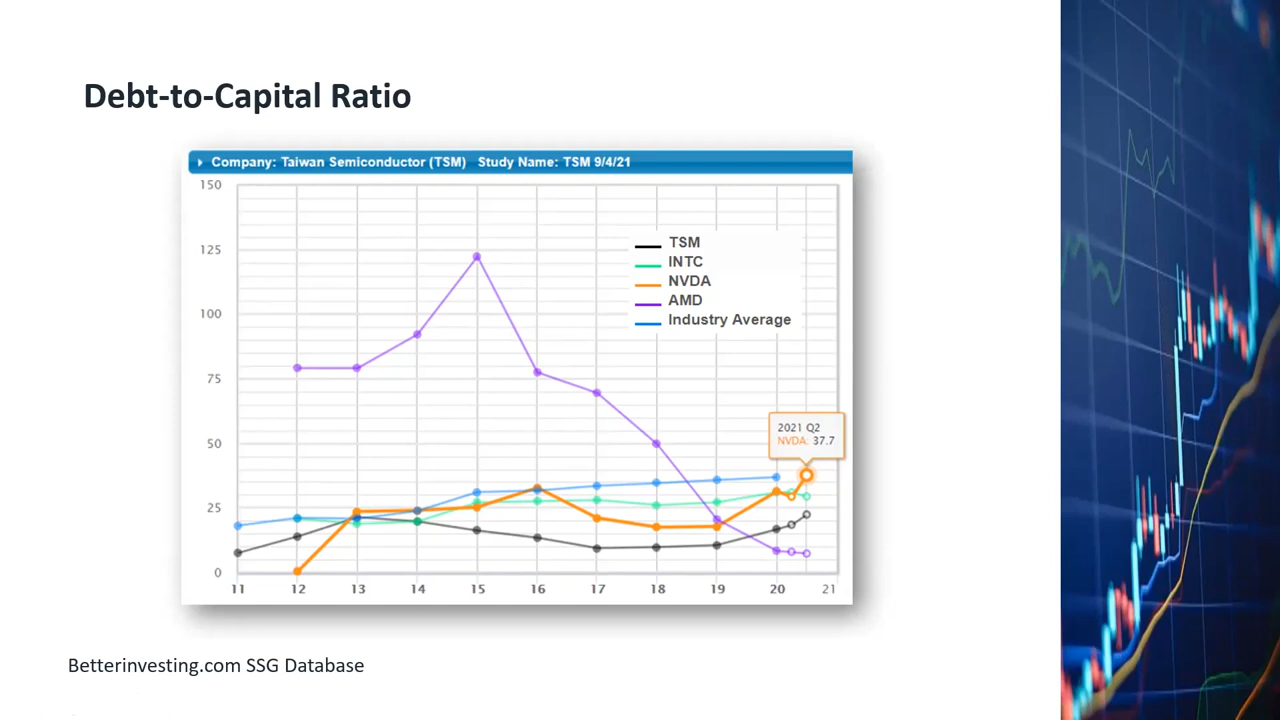 Debt-to-Capital Ratio
Company: Taiwan Semiconductor (TSM) Study Name: TSM 9/4/21
150
125
100
75
50
25
0
TSM
INTC
NVDA
AMD
Industry Average
2021 Q2
NVDA: 37.7
11 12 13 14 15 16 17 18 19 20 21
Betterinvesting.com SSG Database